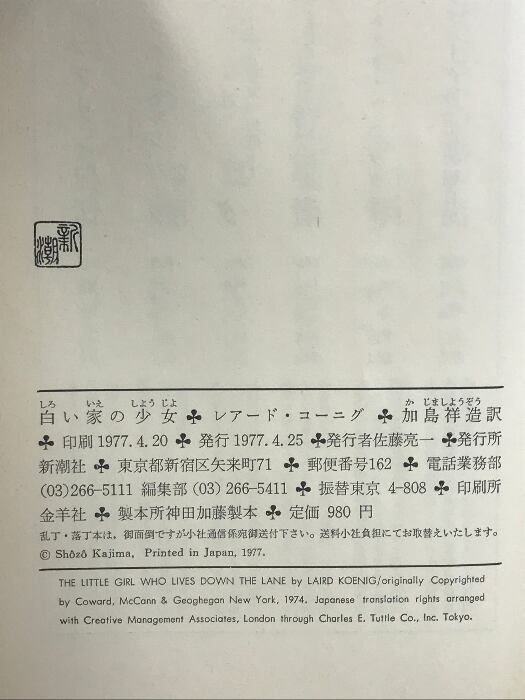 新潮
しろ いえ しようじよ か じましようぞう
白い家の少女 ♣ レアード・コーニグ ♣ 加島祥造訳
♣ 印刷 1977.4.20 ♣ 発行 1977.4.25 ♣発行者佐藤亮一 ♣発行所
新潮社 ♣ 東京都新宿区矢来町71 ♣ 郵便番号162 ♣ 電話業務部
(03)266-5111 編集部 (03) 266-5411 ♣ 振替東京 4-808 ♣ 印刷所
金羊社 ♣ 製本所神田加藤製本 ♣ 定価 980 円
乱丁・落丁本は、御面倒ですが小社通信係宛御送付下さい。送料小社負担にてお取替えいたします。
© Shôzô Kajima, Printed in Japan, 1977.
THE LITTLE GIRL WHO LIVES DOWN THE LANE by LAIRD KOENIG/originally Copyrighted
by Coward, McCann & Geoghegan New York, 1974. Japanese translation rights arranged
with Creative Management Associates, London through Charles E. Tuttle Co., Inc. Tokyo.